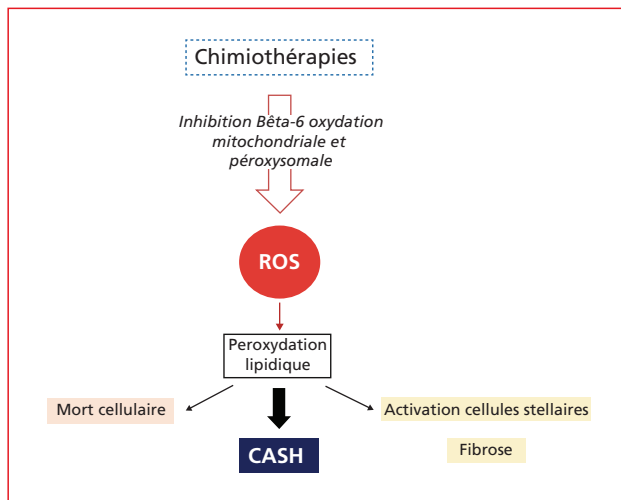 Chimiothérapies
Inhibition Bêta-6 oxydation
mitochondriale et
péroxysomale
ROS
Peroxydation
lipidique
Mort cellulaire
Activation cellules stellaires
CASH
Fibrose